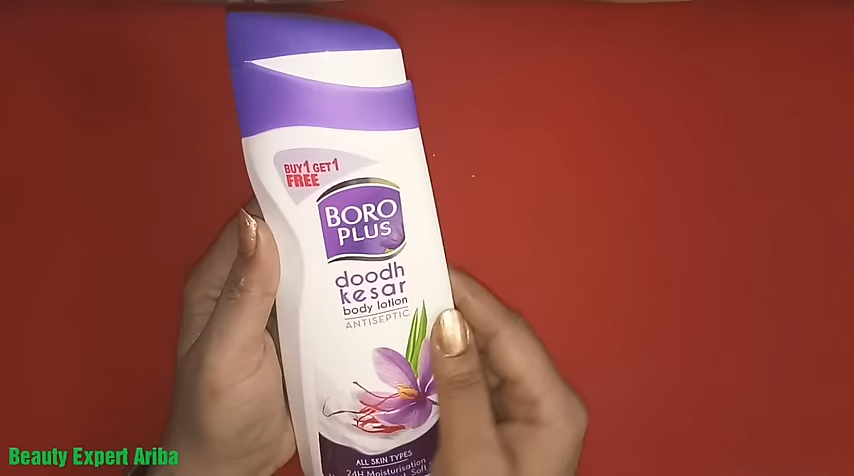 BUY 1 GET 1
FREE
BORO
PLUS
doodh
kesar
body lotion
ANTISEPTIC
ALL SKIN TYPES
24H Moisturisation
Soft
Beauty Expert Ariba